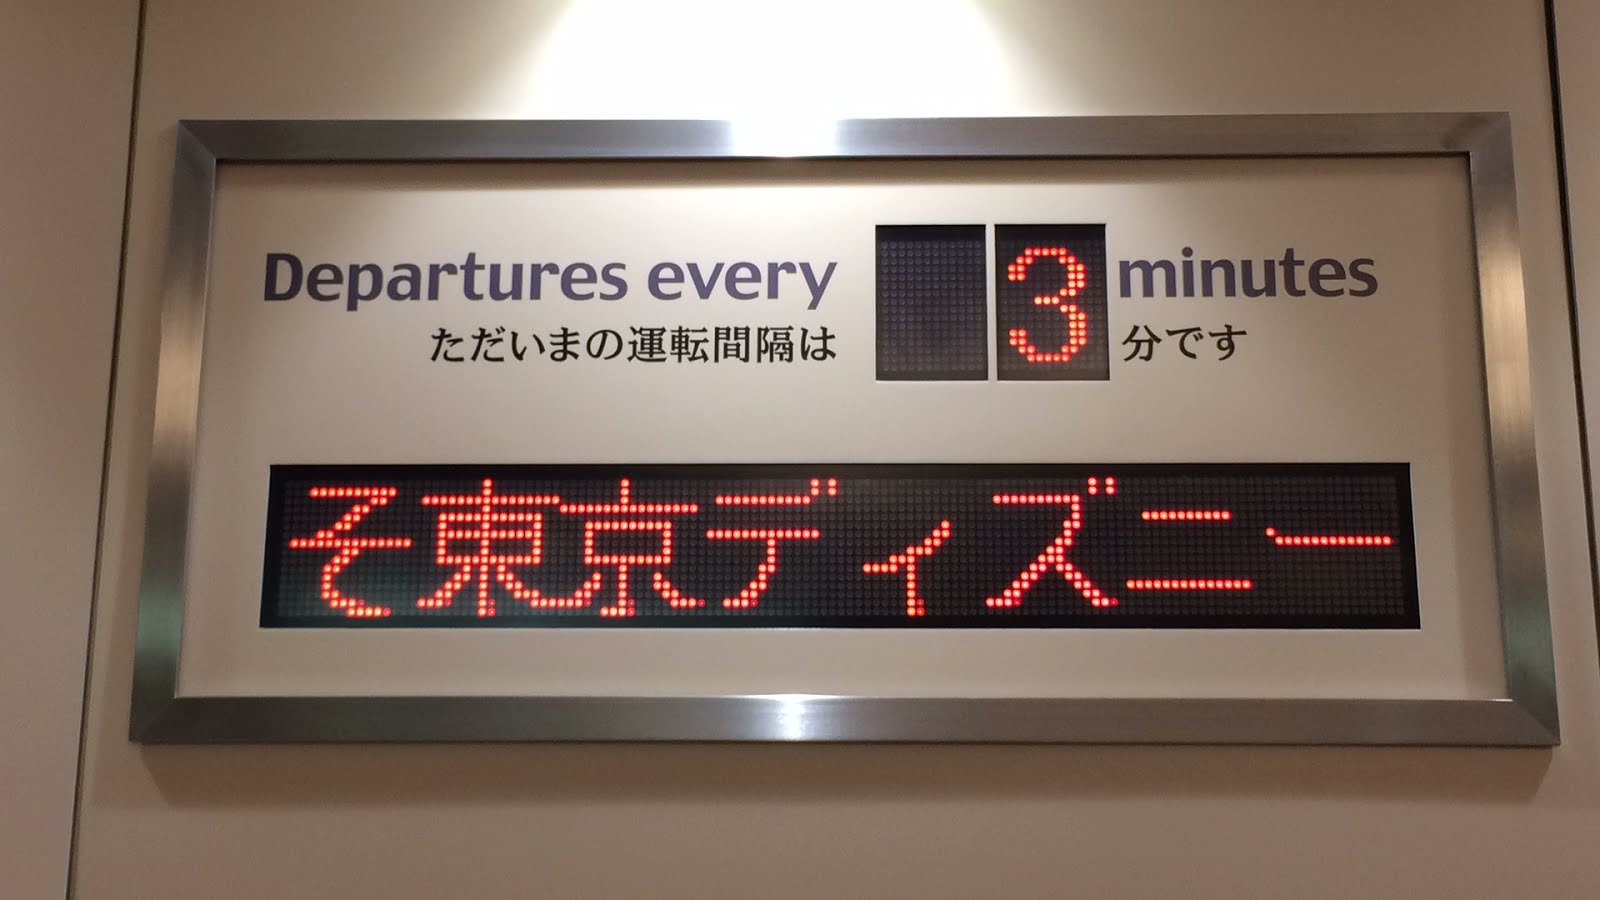 Departures every 3 minutes
ただいまの運転間隔は 分です
そ東京ディズニー